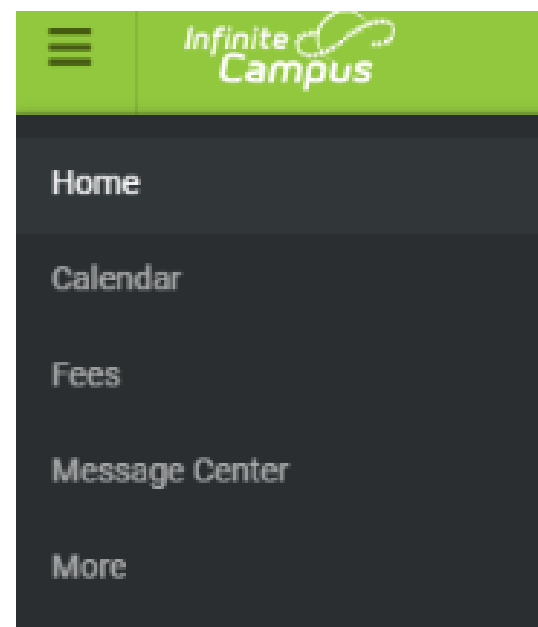 Infinite
Campus
Home
Calendar
Fees
Message Center
More